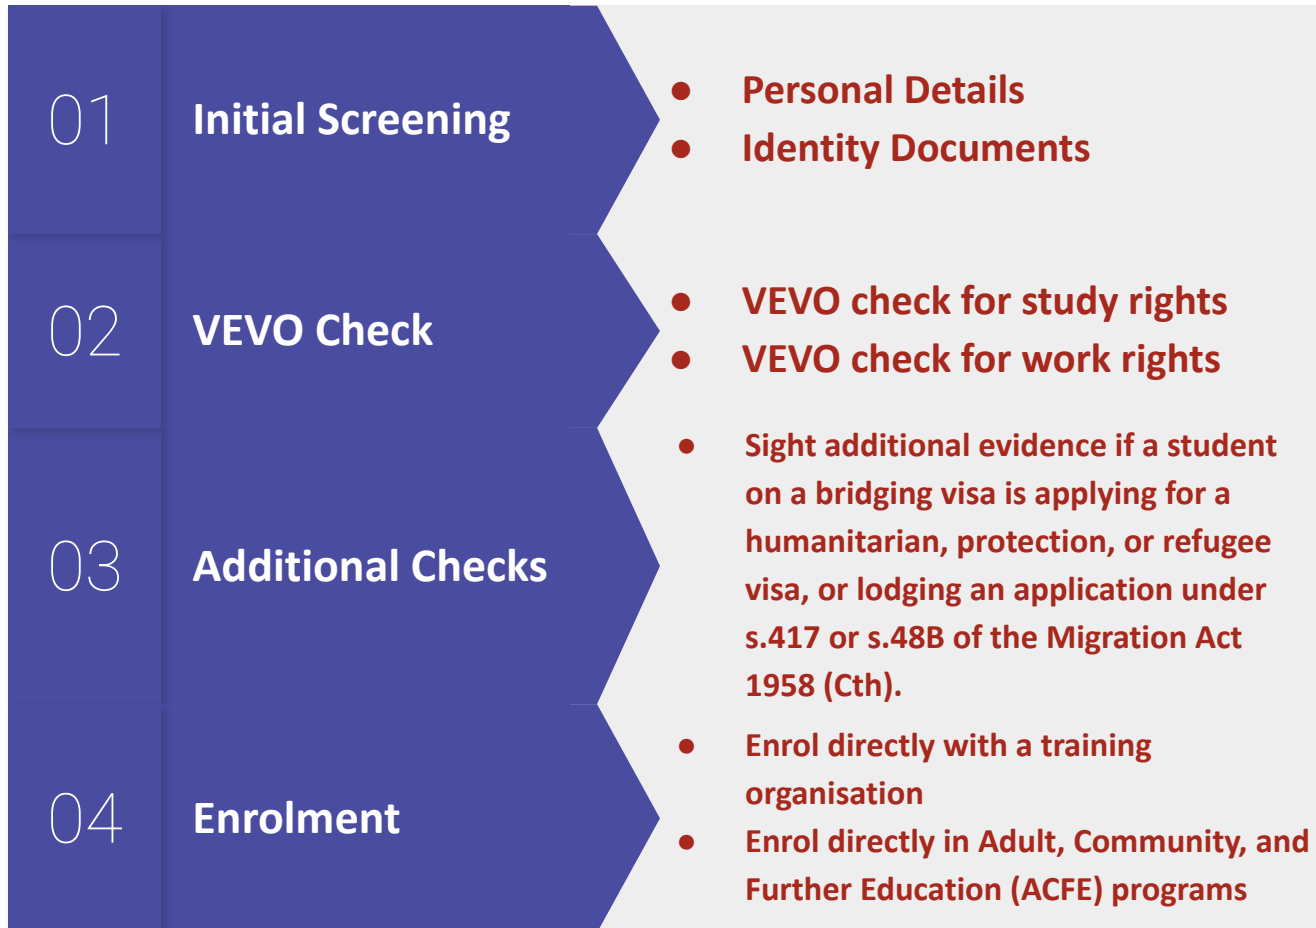 01
Initial Screening
● Personal Details
● Identity Documents
02
VEVO Check
● VEVO check for study rights
● VEVO check for work rights
03
Additional Checks
● Sight additional evidence if a student
on a bridging visa is applying for a
humanitarian, protection, or refugee
visa, or lodging an application under
s.417 or s.48B of the Migration Act
1958 (Cth).
04
Enrolment
● Enrol directly with a training
organisation
● Enrol directly in Adult, Community, and
Further Education (ACFE) programs